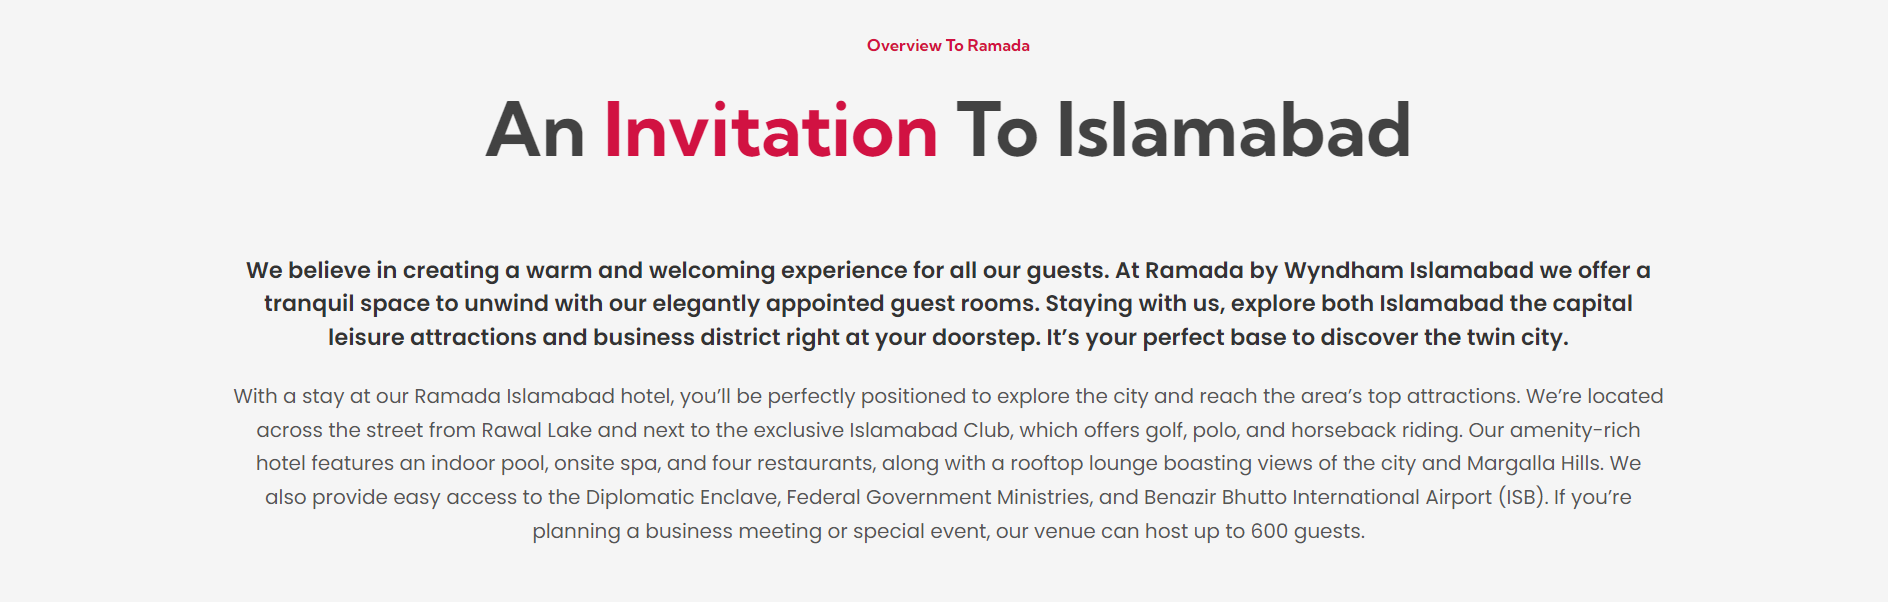 Overview To Ramada
An Invitation To Islamabad
We believe in creating a warm and welcoming experience for all our guests. At Ramada by Wyndham Islamabad we offer a
tranquil space to unwind with our elegantly appointed guest rooms. Staying with us, explore both Islamabad the capital
leisure attractions and business district right at your doorstep. It’s your perfect base to discover the twin city.
With a stay at our Ramada Islamabad hotel, you’ll be perfectly positioned to explore the city and reach the area’s top attractions. We’re located
across the street from Rawal Lake and next to the exclusive Islamabad Club, which offers golf, polo, and horseback riding. Our amenity-rich
hotel features an indoor pool, onsite spa, and four restaurants, along with a rooftop lounge boasting views of the city and Margalla Hills. We
also provide easy access to the Diplomatic Enclave, Federal Government Ministries, and Benazir Bhutto International Airport (ISB). If you’re
planning a business meeting or special event, our venue can host up to 600 guests.